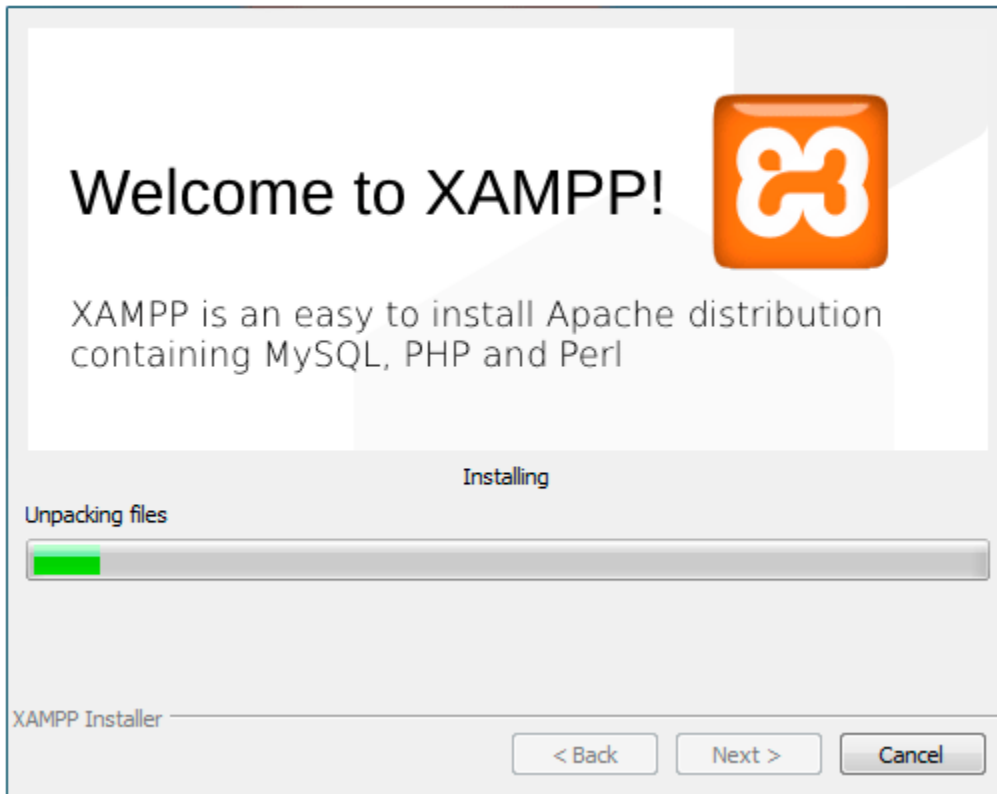 Welcome to XAMPP!
XAMPP is an easy to install Apache distribution
containing MySQL, PHP and Perl
Installing
Unpacking files
XAMPP Installer
< Back
Next >
Cancel